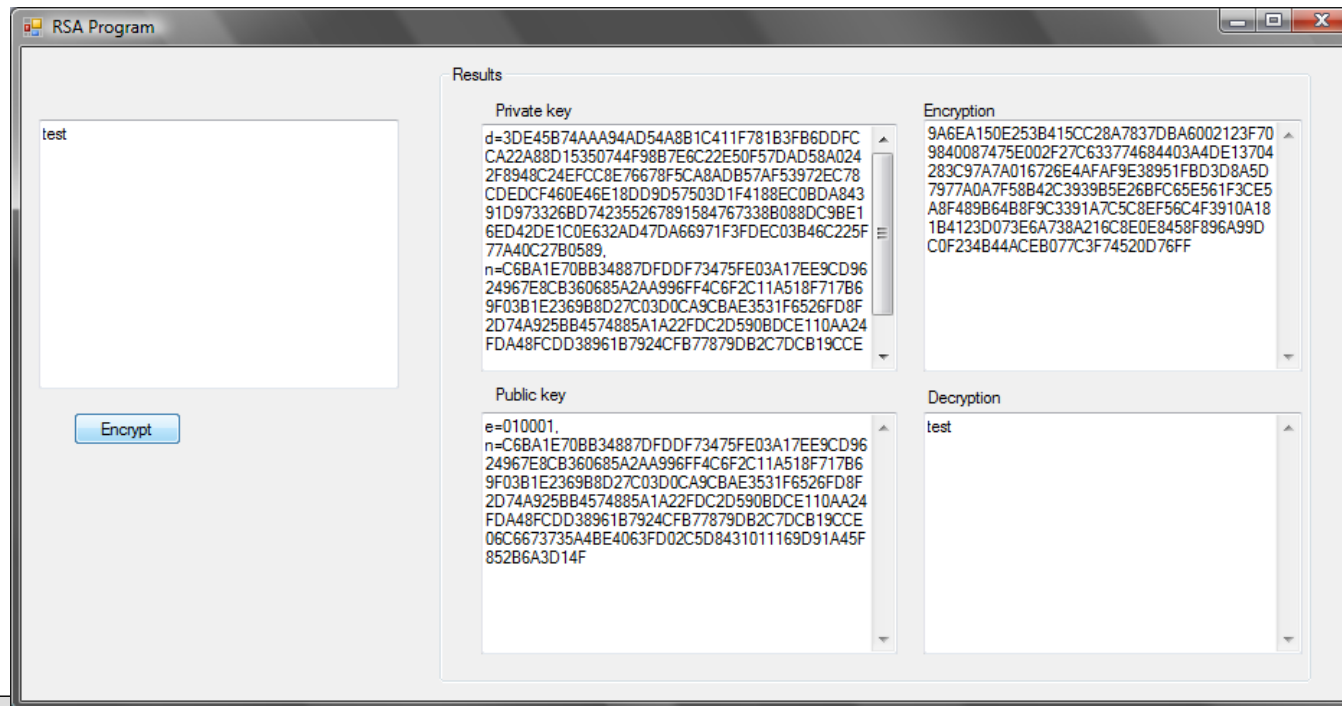 RSA Program
test
Encrypt
Results
Private key
d=3DE45B74AAA94AD54A8B1C411F781B3FB6DDFC
CA22A88D15350744F98B7E6C22E50F57DAD58A024
2F8948C24EFCC8E76678F5CA8ADB57AF53972EC78
CDEDCF460E46E18DD9D57503D1F4188EC0BDA843
91D973326BD742355267891584767338B088DC9BE1
6ED42DE1C0E632AD47DA66971F3FDEC03B46C225F
77A40C27B0589,
n=C6BA1E70BB34887DFDDF73475FE03A17EE9CD96
24967E8CB360685A2AA996FF4C6F2C11A518F717B6
9F03B1E2369B8D27C03D0CA9CBAE3531F6526FD8F
2D74A925BB4574885A1A22FDC2D590BDCE110AA24
FDA48FCDD38961B7924CFB77879DB2C7DCB19CCE
Encryption
9A6EA150E253B415CC28A7837DBA6002123F70
9840087475E002F27C633774684403A4DE13704
283C97A7A016726E4AFAF9E38951FBD3D8A5D
7977A0A7F58B42C3939B5E26BFC65E561F3CE5
A8F489B64B8F9C3391A7C5C8EF56C4F3910A18
1B4123D073E6A738A216C8E0E8458F896A99D
C0F234B44ACEB077C3F74520D76FF
Public key
e=010001,
n=C6BA1E70BB34887DFDDF73475FE03A17EE9CD96
24967E8CB360685A2AA996FF4C6F2C11A518F717B6
9F03B1E2369B8D27C03D0CA9CBAE3531F6526FD8F
2D74A925BB4574885A1A22FDC2D590BDCE110AA24
FDA48FCDD38961B7924CFB77879DB2C7DCB19CCE
06C6673735A4BE4063FD02C5D8431011169D91A45F
852B6A3D14F
Decryption
test